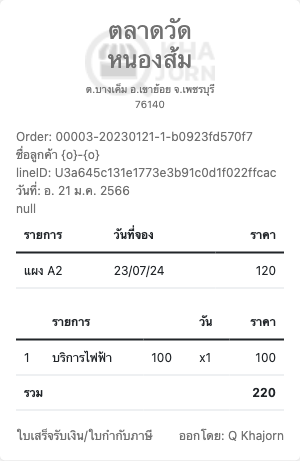 ตลาดวัด
หนองส้ม
KHA
JORN
ต.บางเค็ม อ.เขาย้อย จ.เพชรบุรี
76140
Order: 00003-20230121-1-b0923fd570f7
ชื่อลูกค้า {o}-{o}
lineID: U3a645c131e1773e3b91c0d1f022ffcac
วันที่: อ. 21 ม.ค. 2566
null
รายการ วันที่จอง ราคา
แผง A2 23/07/24 120
รายการ วัน ราคา
1 บริการไฟฟ้า 100 x1 100
รวม 220
ใบเสร็จรับเงิน/ใบกำกับภาษี ออกโดย: Q Khajorn